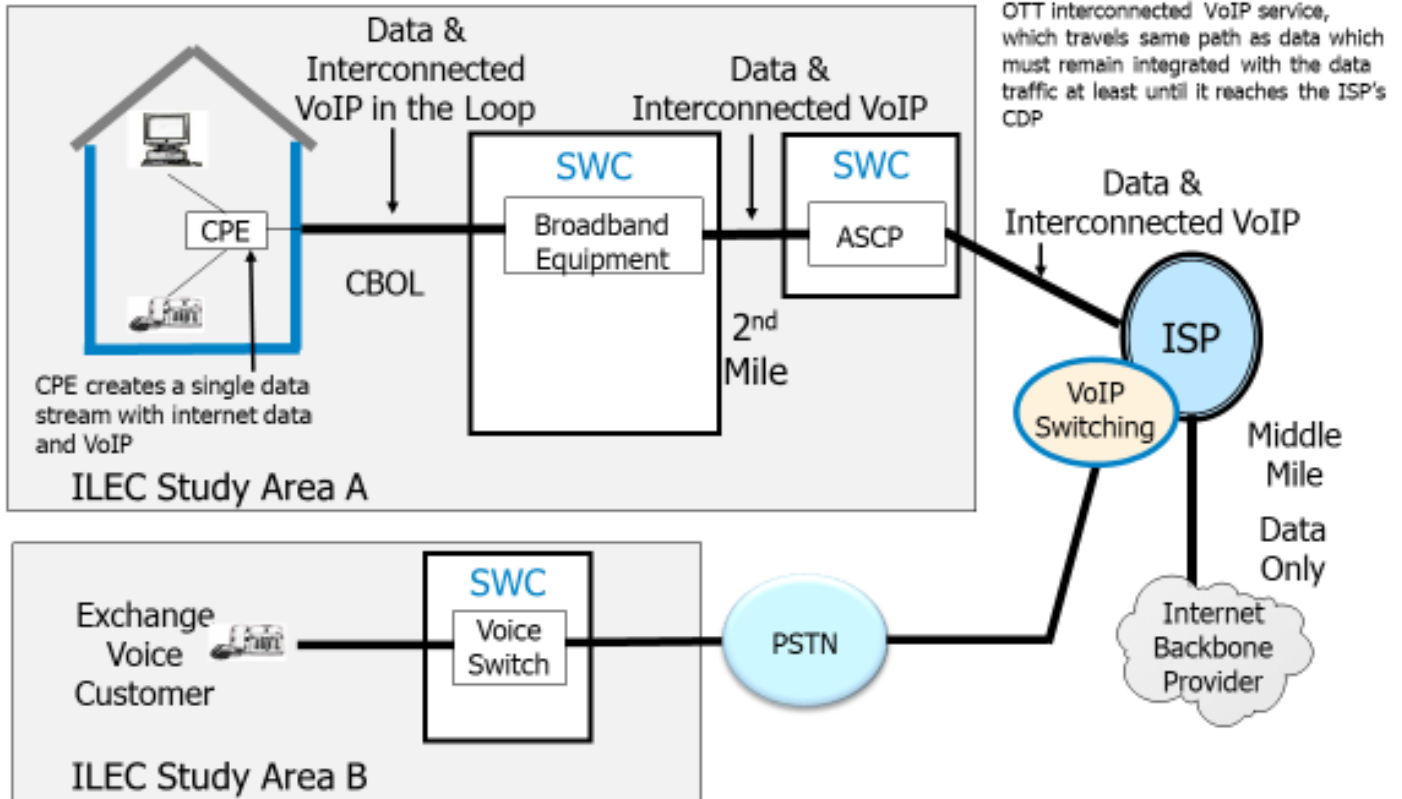 OTT interconnected VoIP service,
which travels same path as data which
must remain integrated with the data
traffic at least until it reaches the ISP's
CDP
Data &
Interconnected
VoIP in the Loop
Data &
Interconnected VoIP
SWC
SWC
Data &
Interconnected VoIP
CPE
Broadband
Equipment
ASCP
CBOL
2nd
Mile
ISP
CPE creates a single data
stream with internet data
and VoIP
VoIP
Switching
Middle
Mile
ILEC Study Area A
Data
Only
SWC
Exchange
Voice
Customer
Voice
Switch
PSTN
Internet
Backbone
Provider
ILEC Study Area B